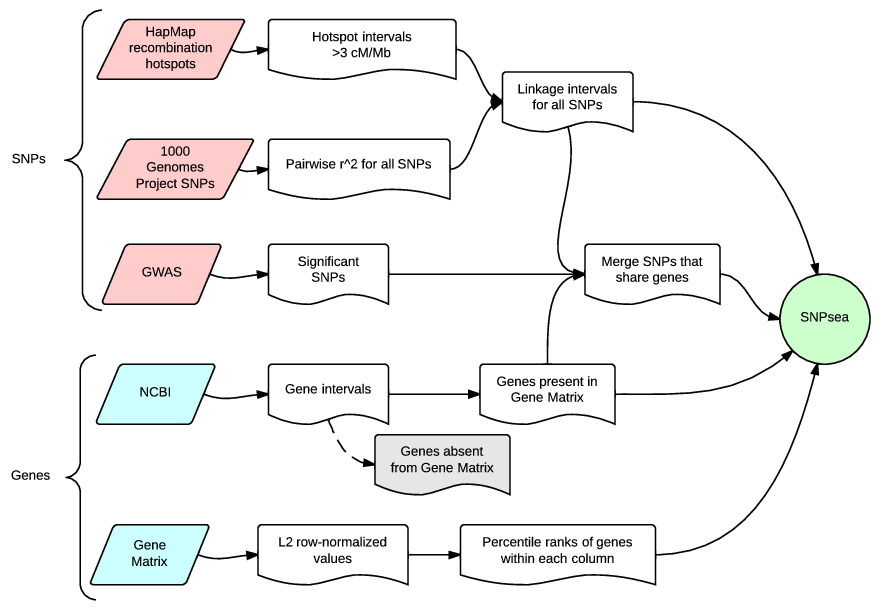 HapMap
recombination
hotspots
Hotspot intervals
>3 cM/Mb
Linkage intervals
for all SNPs
SNPs
1000
Genomes
Project SNPs
Pairwise r^2 for all SNPs
GWAS
Significant
SNPs
Merge SNPs that
share genes
SNPsea
NCBI
Gene intervals
Genes present in
Gene Matrix
Genes absent
from Gene Matrix
Genes
Gene
Matrix
L2 row-normalized
values
Percentile ranks of genes
within each column